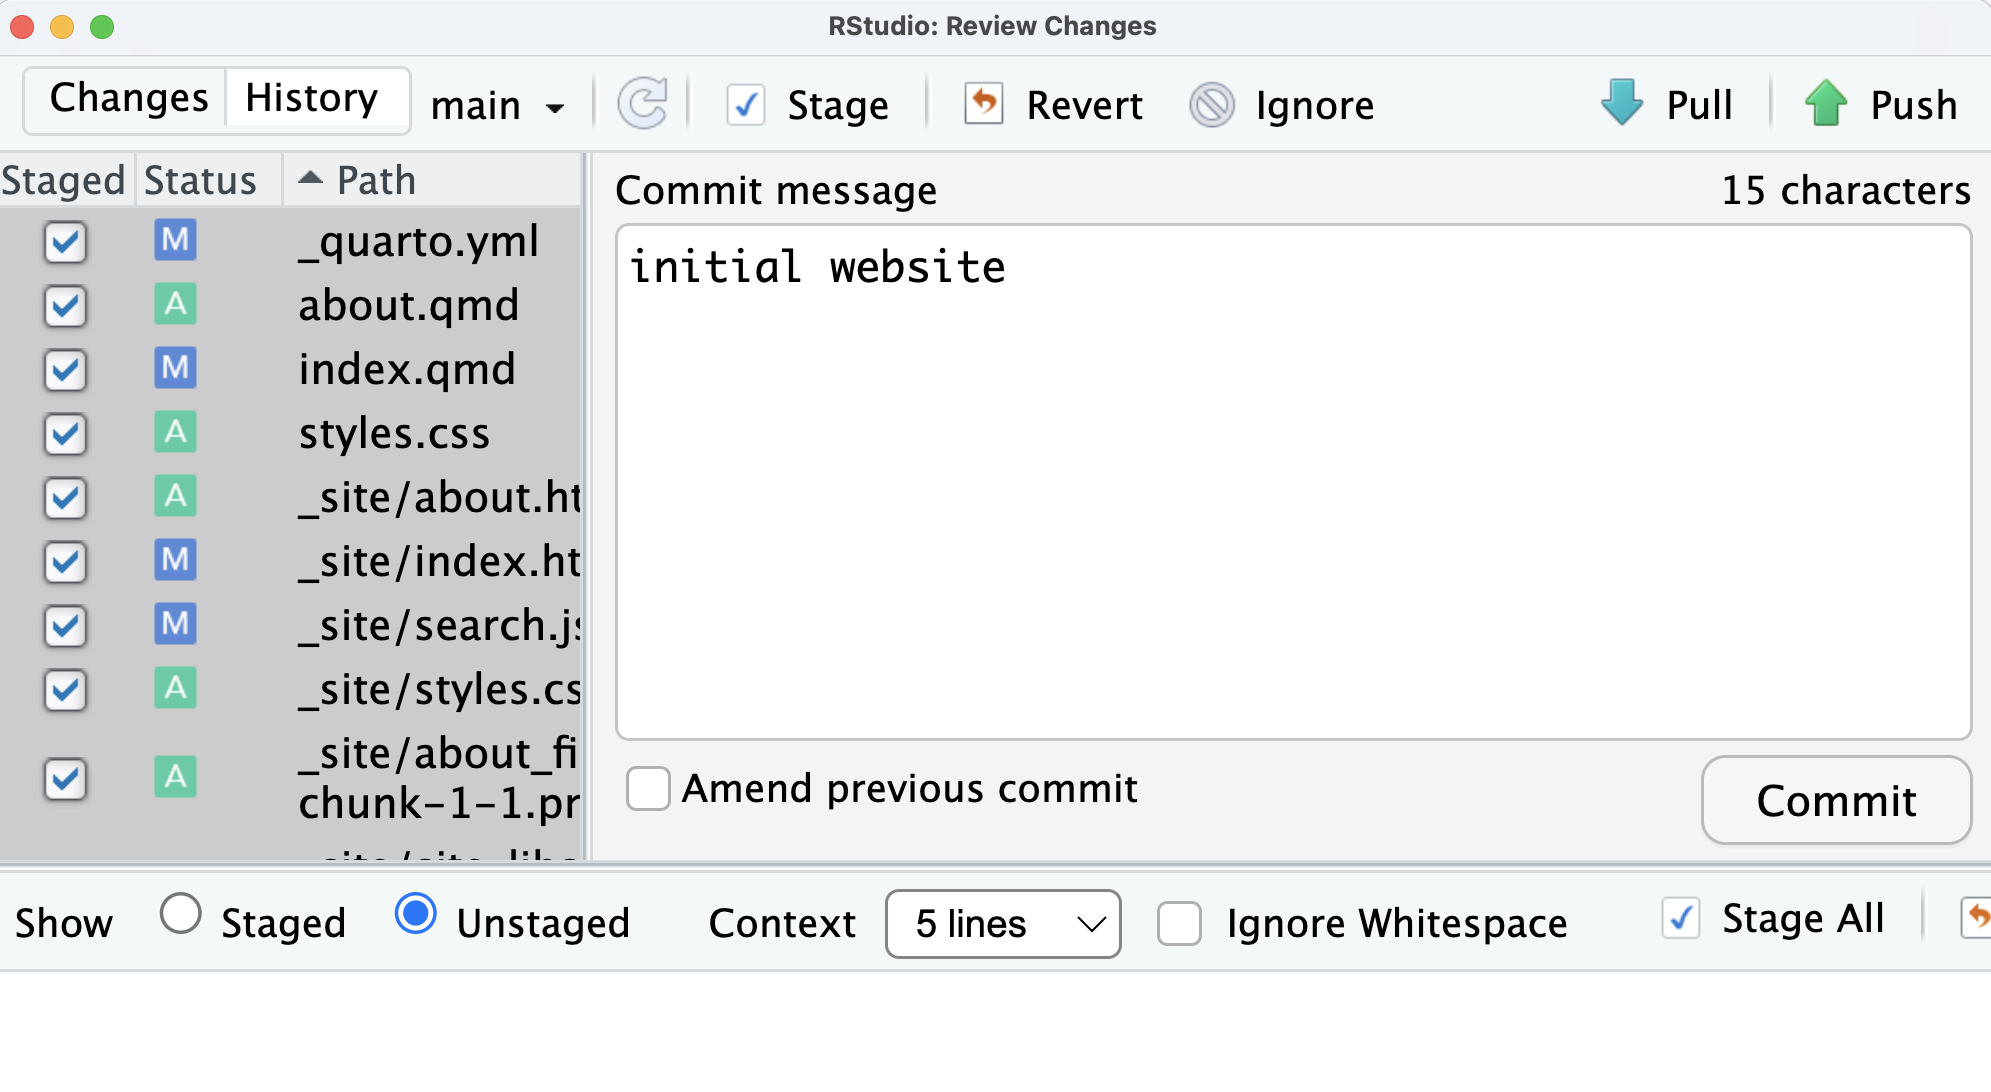 RStudio: Review Changes
Changes History main Stage Revert Ignore Pull Push
Staged Status Path
M _quarto.yml
A about.qmd
M index.qmd
A styles.css
A _site/about.ht
M _site/index.ht
M _site/search.js
A _site/styles.cs
A _site/about_fi
chunk-1-1.pr
Commit message 15 characters
initial website
Amend previous commit
Commit
Show Staged Unstaged Context 5 lines Ignore Whitespace Stage All